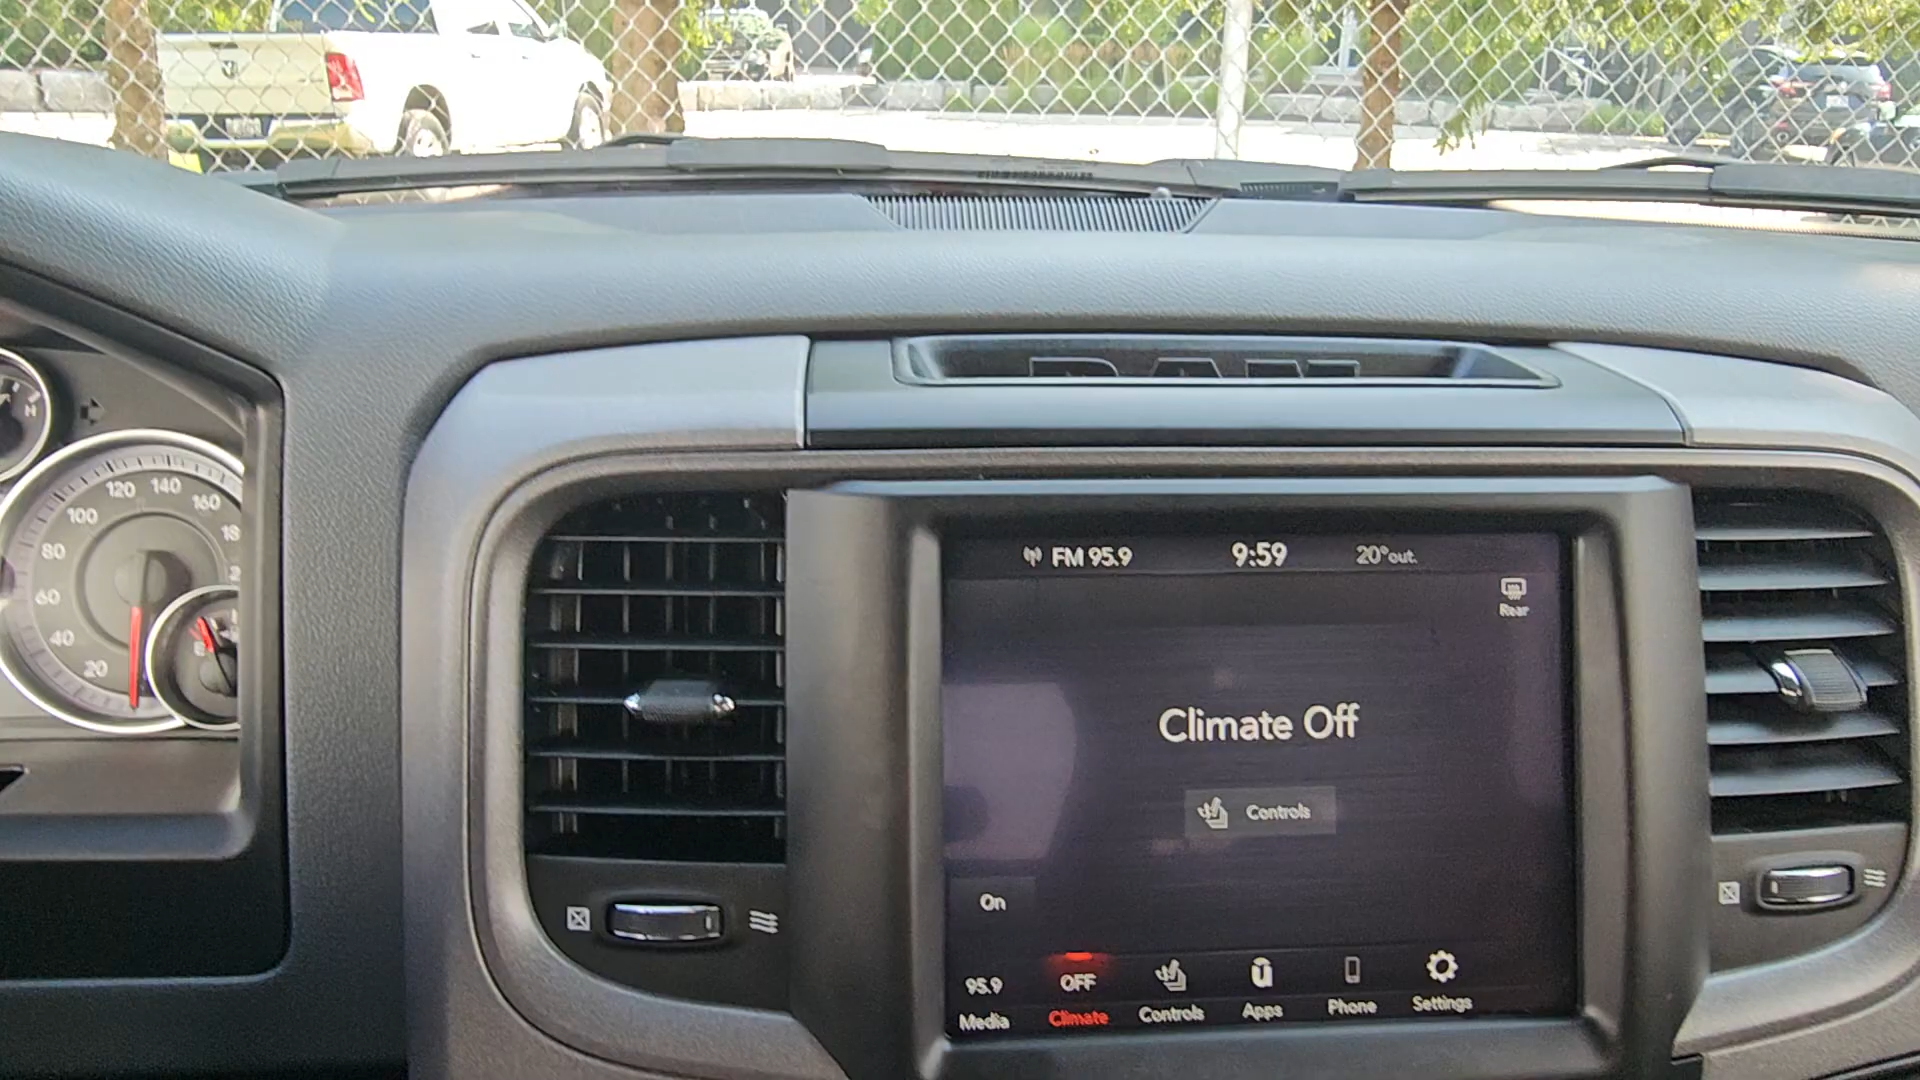 RAM
FM 95.9 9:59 20° out.
Rear
Climate Off
Controls
On
95.9 OFF
Media Climate Controls Apps Phone Settings
120 140
100 160
80
60
40
20
E
N